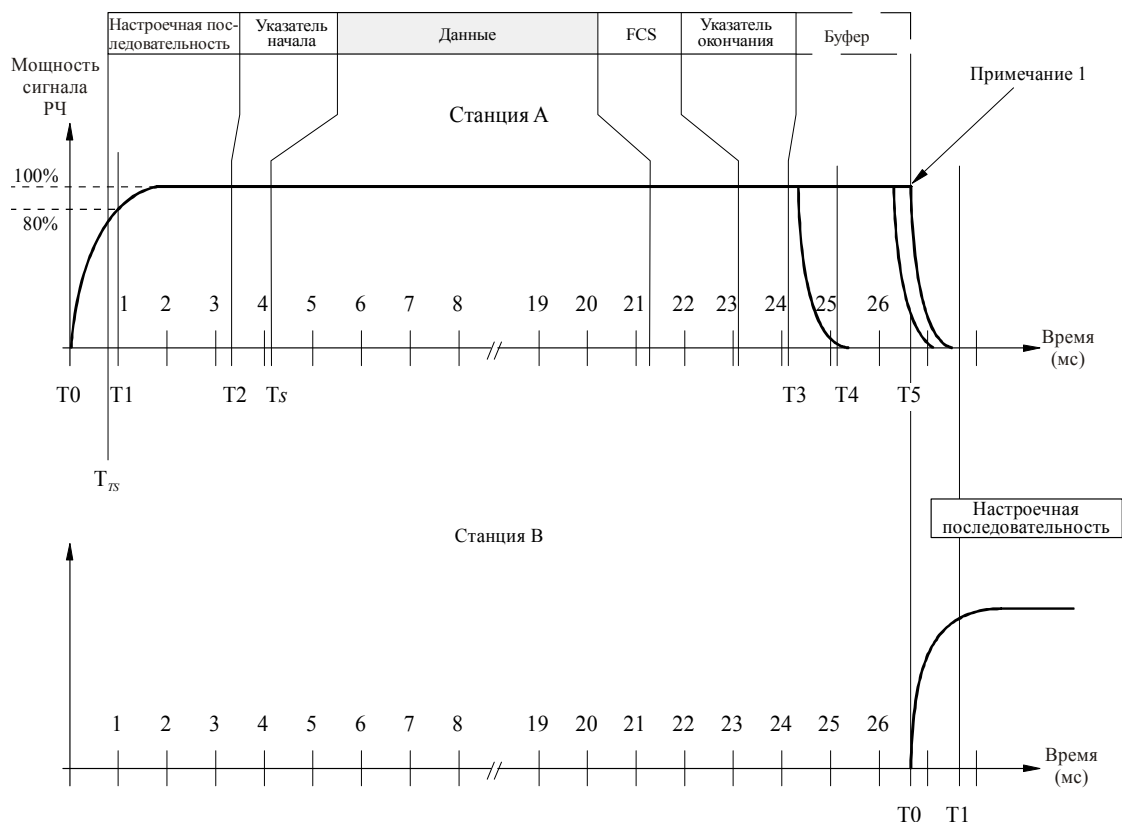 Настроечная пос-
ледовательность
Указатель
начала
Данные
FCS
Указатель
окончания
Буфер
Мощность
сигнала
РЧ
Примечание 1
Станция А
100%
80%
1 2 3 4 5 6 7 8 19 20 21 22 23 24 25 26
Время
(мс)
T0 T1 T2 Ts T3 T4 T5
T_TS
Настроечная
последовательность
Станция В
1 2 3 4 5 6 7 8 19 20 21 22 23 24 25 26
Время
(мс)
T0 T1